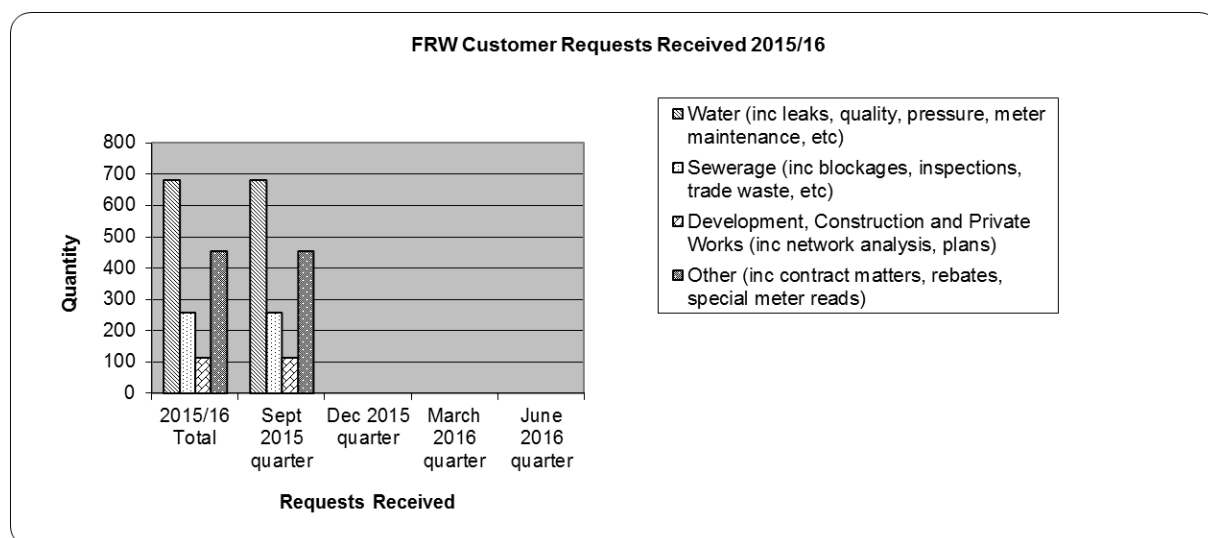 FRW Customer Requests Received 2015/16
Water (inc leaks, quality, pressure, meter
maintenance, etc)
Sewerage (inc blockages, inspections,
trade waste, etc)
Development, Construction and Private
Works (inc network analysis, plans)
Other (inc contract matters, rebates,
special meter reads)
Quantity
800
700
600
500
400
300
200
100
0
2015/16
Total
Sept
2015
quarter
Dec 2015
quarter
March
2016
quarter
June
2016
quarter
Requests Received